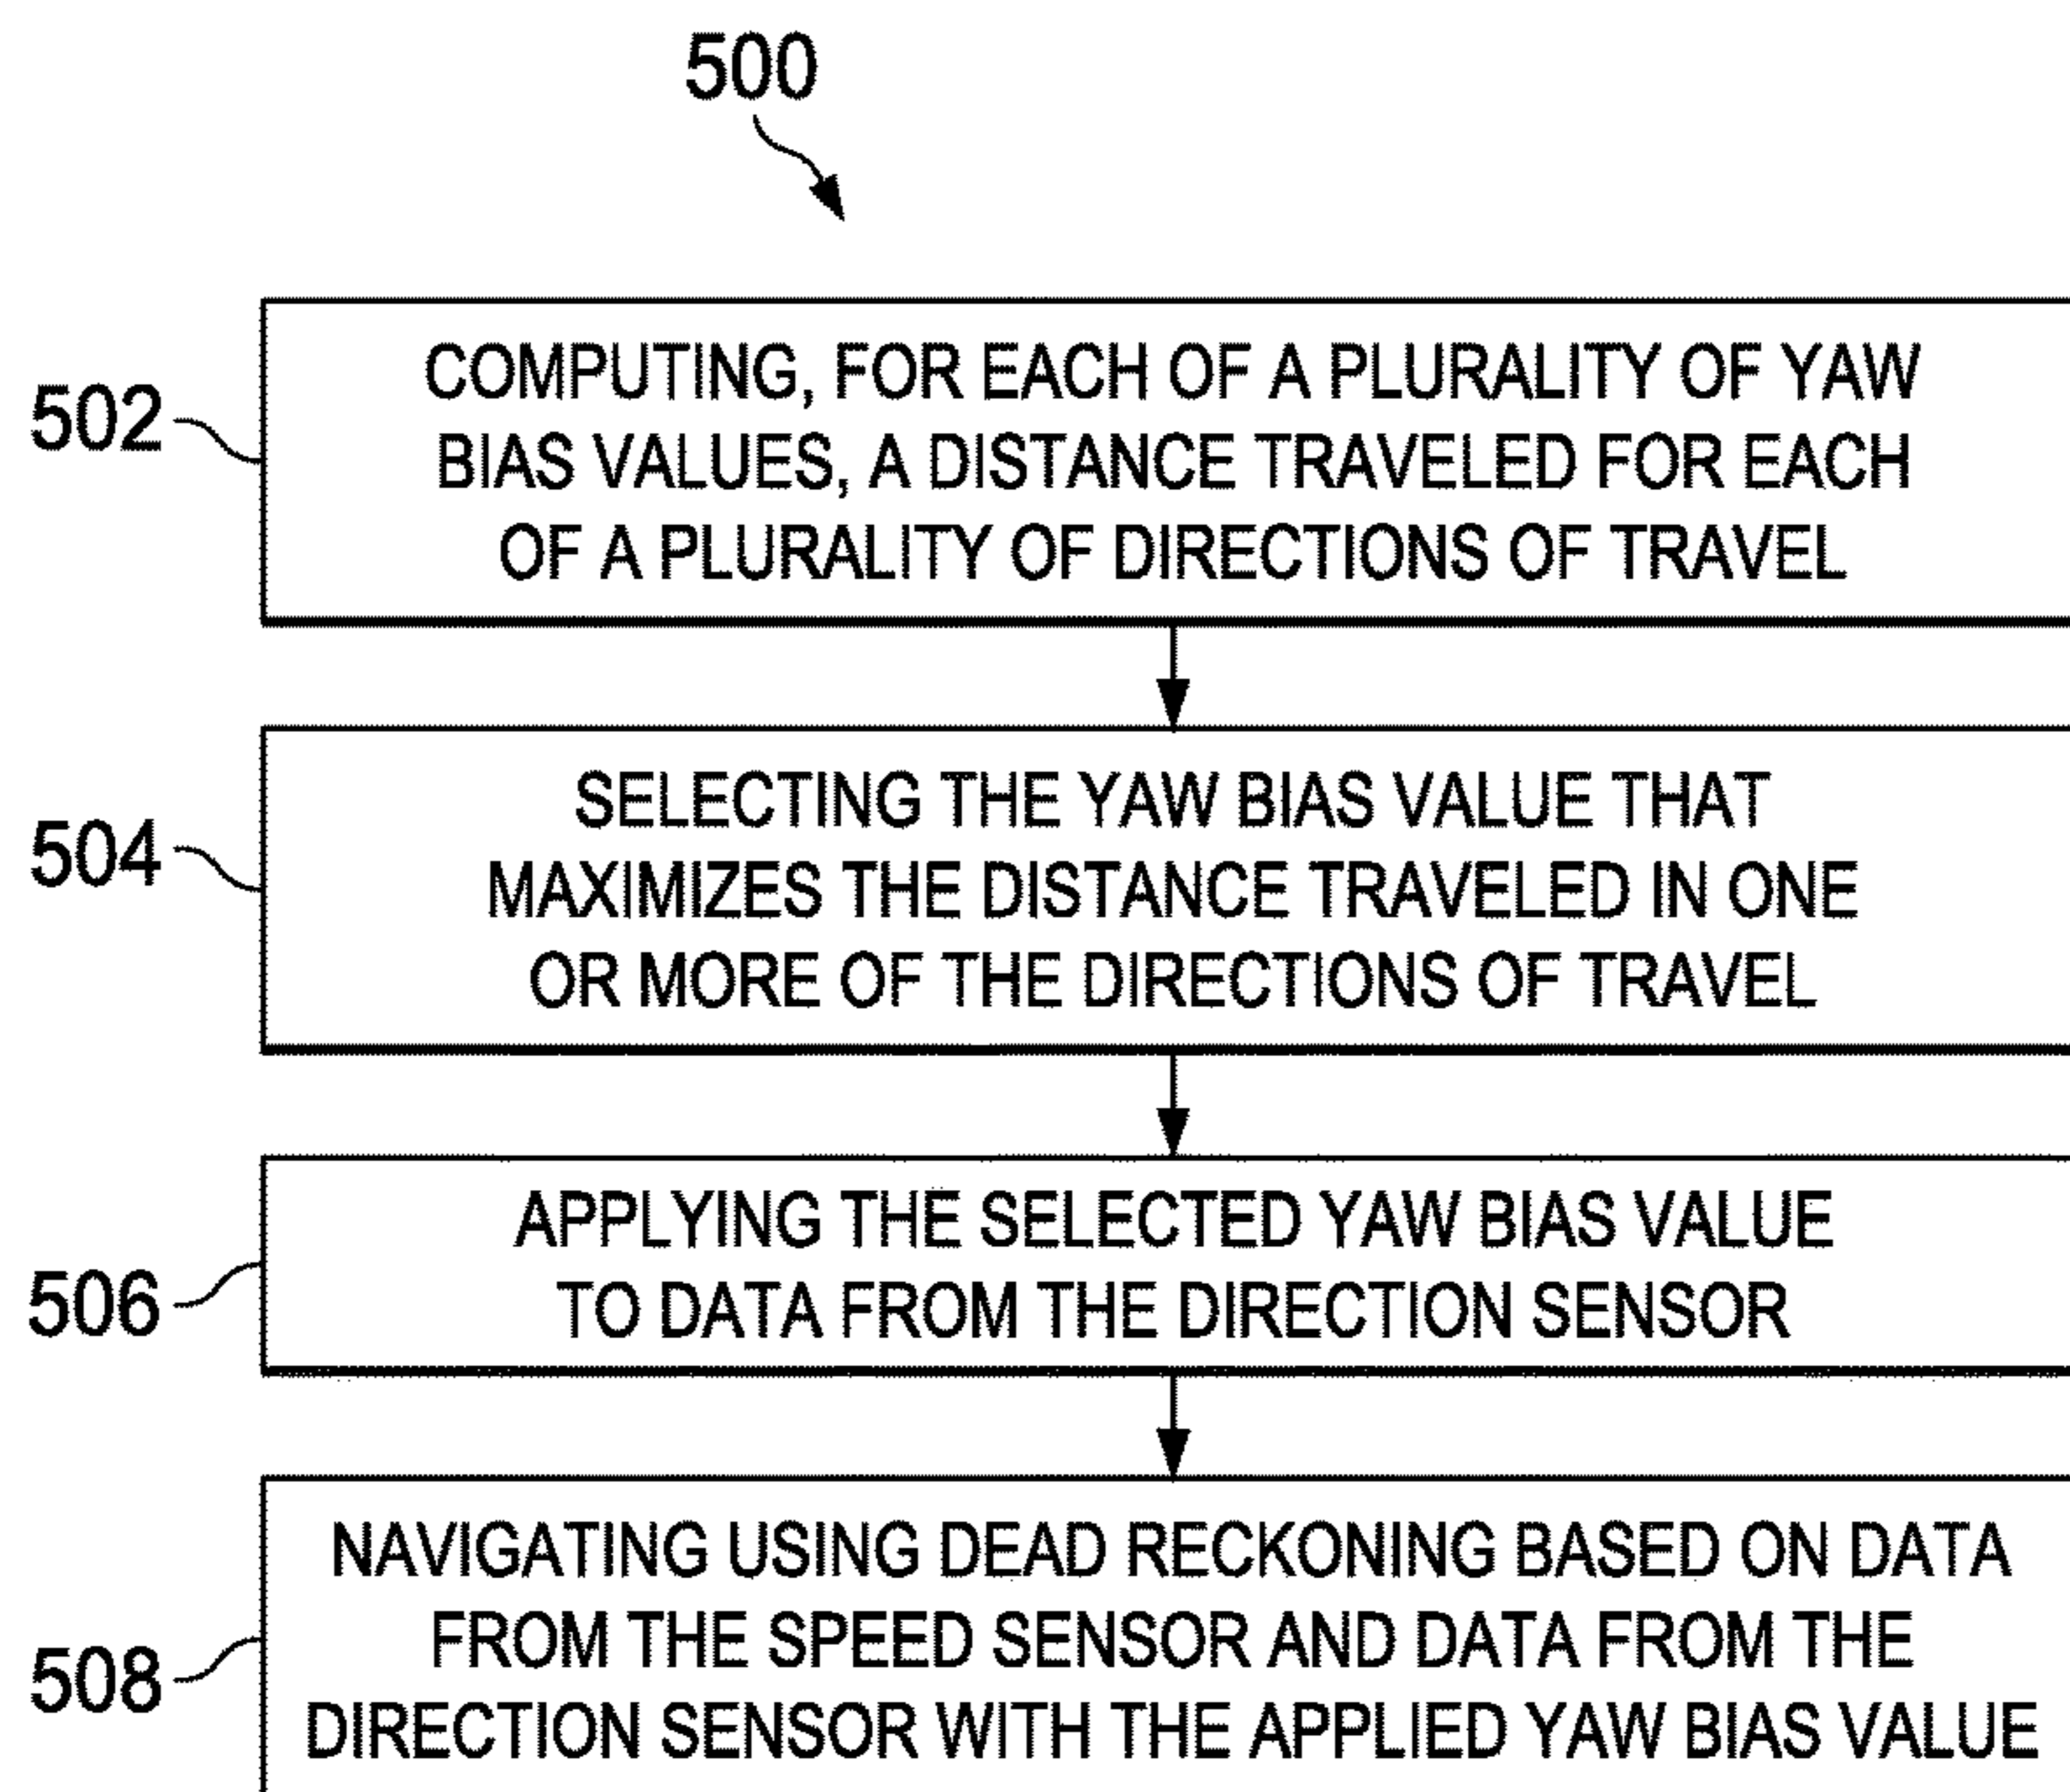 500
502
COMPUTING, FOR EACH OF A PLURALITY OF YAW
BIAS VALUES, A DISTANCE TRAVELED FOR EACH
OF A PLURALITY OF DIRECTIONS OF TRAVEL
504
SELECTING THE YAW BIAS VALUE THAT
MAXIMIZES THE DISTANCE TRAVELED IN ONE
OR MORE OF THE DIRECTIONS OF TRAVEL
506
APPLYING THE SELECTED YAW BIAS VALUE
TO DATA FROM THE DIRECTION SENSOR
508
NAVIGATING USING DEAD RECKONING BASED ON DATA
FROM THE SPEED SENSOR AND DATA FROM THE
DIRECTION SENSOR WITH THE APPLIED YAW BIAS VALUE